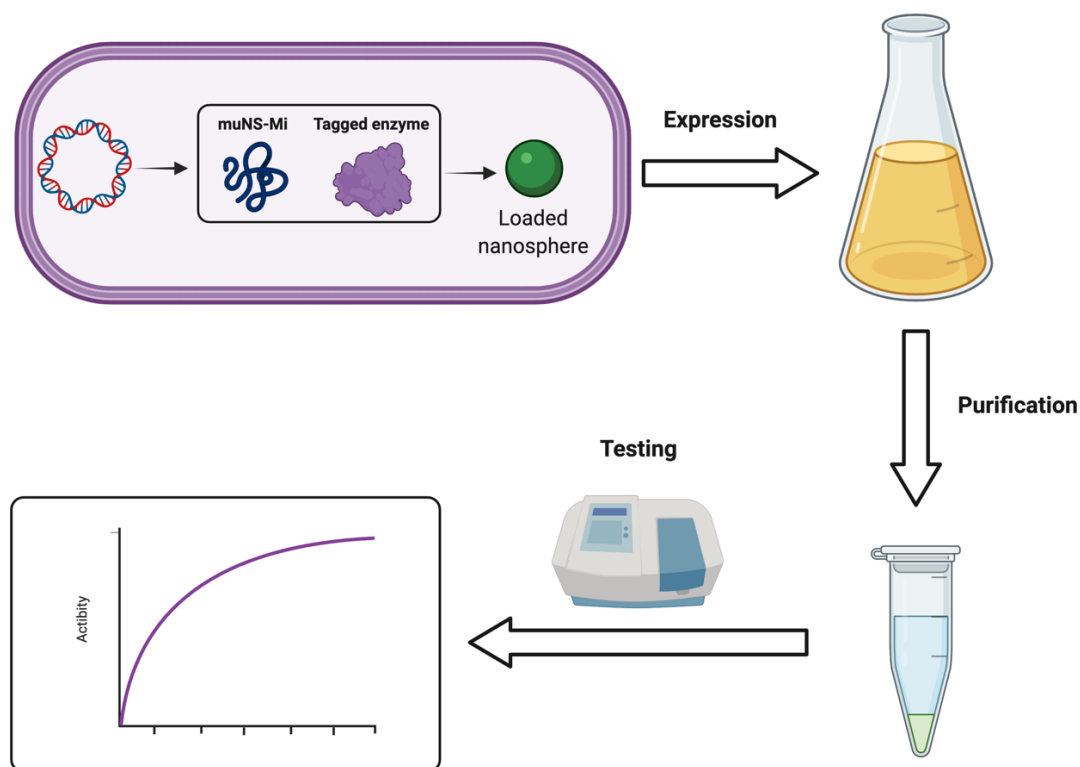 muNS-Mi
Tagged enzyme
Loaded
nanosphere
Expression
Purification
Testing
Actibity